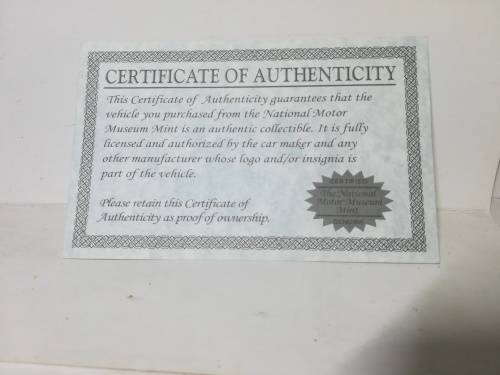 CERTIFICATE OF AUTHENTICITY
This Certificate of Authenticity guarantees that the
vehicle you purchased from the National Motor
Museum Mint is an authentic collectible. It is fully
licensed and authorized by the car maker and any
other manufacturer whose logo and/or insignia is
part of the vehicle.
Please retain this Certificate of
Authenticity as proof of ownership.
CERTIFIED
The National
Motor Museum
Mint